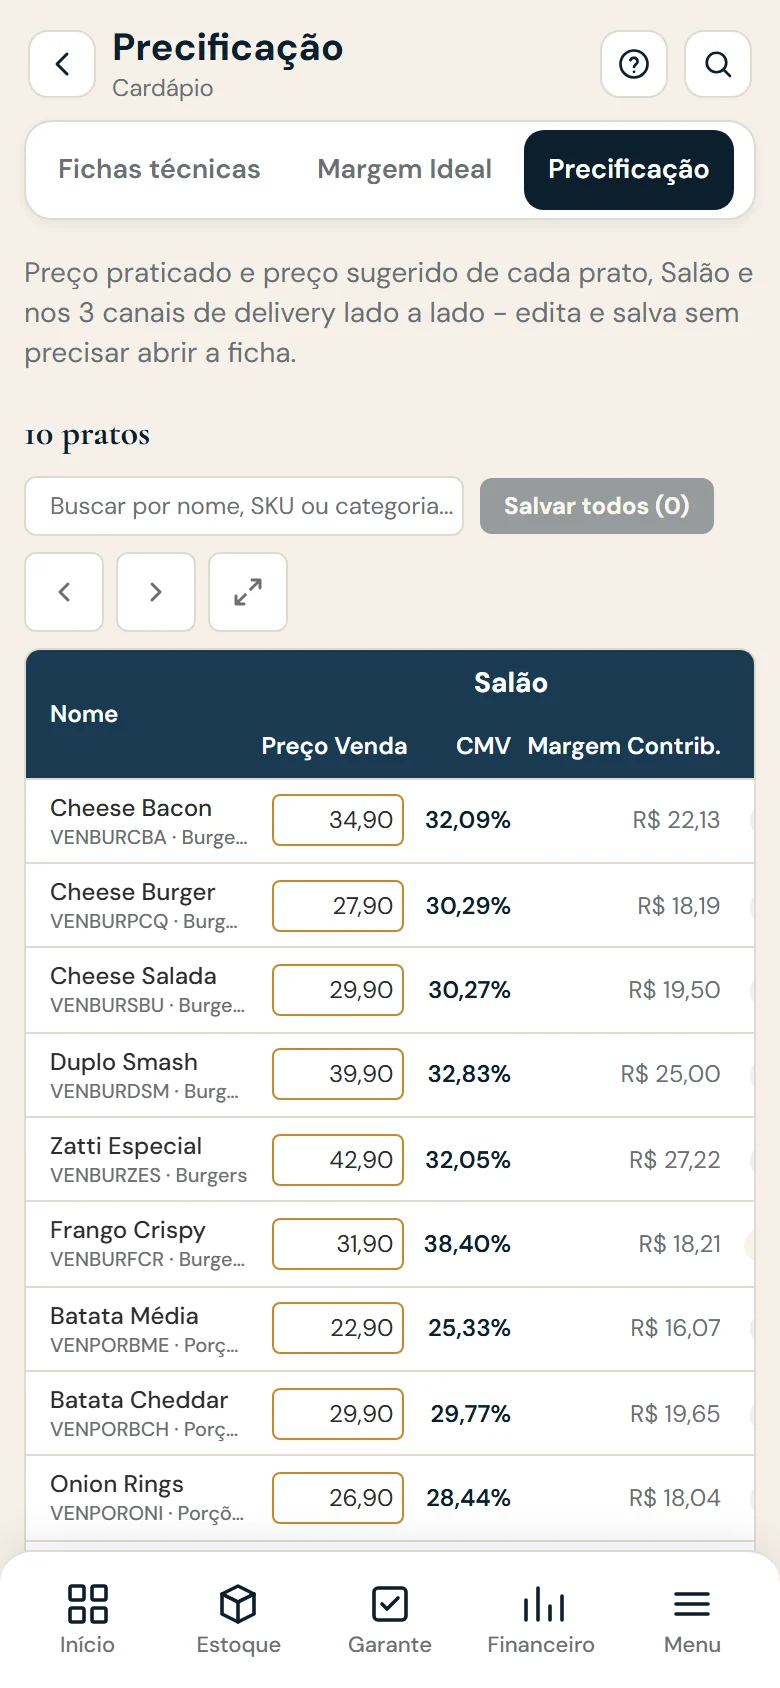 Precificação
Cardápio
Fichas técnicas Margem Ideal Precificação
Preço praticado e preço sugerido de cada prato, Salão e
nos 3 canais de delivery lado a lado - edita e salva sem
precisar abrir a ficha.
10 pratos
Buscar por nome, SKU ou categoria... Salvar todos (0)
Salão
Nome
Preço Venda CMV Margem Contrib.
Cheese Bacon
VENBURCBA · Burge...
34,90 32,09% R$ 22,13
Cheese Burger
VENBURPCQ · Burg...
27,90 30,29% R$ 18,19
Cheese Salada
VENBURSBU · Burge...
29,90 30,27% R$ 19,50
Duplo Smash
VENBURDSM · Burg...
39,90 32,83% R$ 25,00
Zatti Especial
VENBURZES · Burgers
42,90 32,05% R$ 27,22
Frango Crispy
VENBURFCR · Burge...
31,90 38,40% R$ 18,21
Batata Média
VENPORBME · Porç...
22,90 25,33% R$ 16,07
Batata Cheddar
VENPORBCH · Porç...
29,90 29,77% R$ 19,65
Onion Rings
VENPORONI · Porçõ...
26,90 28,44% R$ 18,04
Início Estoque Garante Financeiro Menu